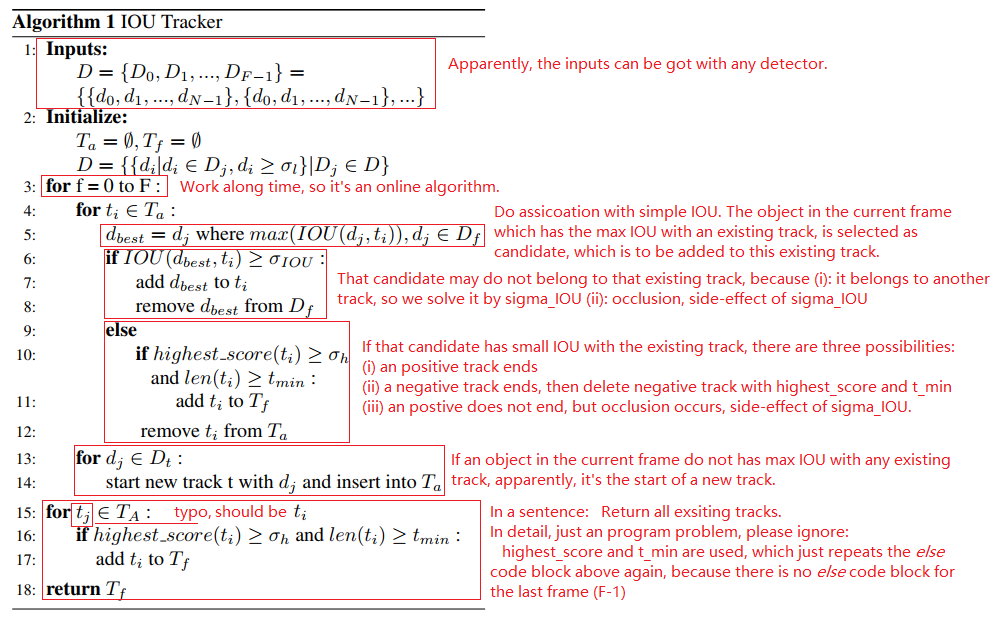 Algorithm 1 IOU Tracker
1: Inputs:
D = {D_0, D_1, ..., D_{F−1}} =
{{d_0, d_1, ..., d_{N−1}}, {d_0, d_1, ..., d_{N−1}}, ...}
Apparently, the inputs can be got with any detector.
2: Initialize:
T_a = ∅, T_f = ∅
D = {{d_i|d_i ∈ D_j, d_i ≥ σ_l}|D_j ∈ D}
3: for f = 0 to F :
Work along time, so it's an online algorithm.
4: for t_i ∈ T_a :
5: d_{best} = d_j where max(IOU(d_j, t_i)), d_j ∈ D_f
Do assicoation with simple IOU. The object in the current frame
which has the max IOU with an existing track, is selected as
candidate, which is to be added to this existing track.
6: if IOU(d_{best}, t_i) ≥ σ_{IOU} :
7: add d_{best} to t_i
8: remove d_{best} from D_f
That candidate may do not belong to that existing track, because (i): it belongs to another
track, so we solve it by sigma_IOU (ii): occlusion, side-effect of sigma_IOU
9: else
10: if highest_score(t_i) ≥ σ_h
and len(t_i) ≥ t_{min} :
11: add t_i to T_f
12: remove t_i from T_a
If that candidate has small IOU with the existing track, there are three possibilities:
(i) an positive track ends
(ii) a negative track ends, then delete negative track with highest_score and t_min
(iii) an postive does not end, but occlusion occurs, side-effect of sigma_IOU.
13: for d_j ∈ D_t :
14: start new track t with d_j and insert into T_a
If an object in the current frame do not has max IOU with any existing
track, apparently, it's the start of a new track.
15: for t_j ∈ T_A :
typo, should be t_i
16: if highest_score(t_i) ≥ σ_h and len(t_i) ≥ t_{min} :
17: add t_i to T_f
18: return T_f
In a sentence: Return all exsiting tracks.
In detail, just an program problem, please ignore:
highest_score and t_min are used, which just repeats the else
code block above again, because there is no else code block for
the last frame (F-1)